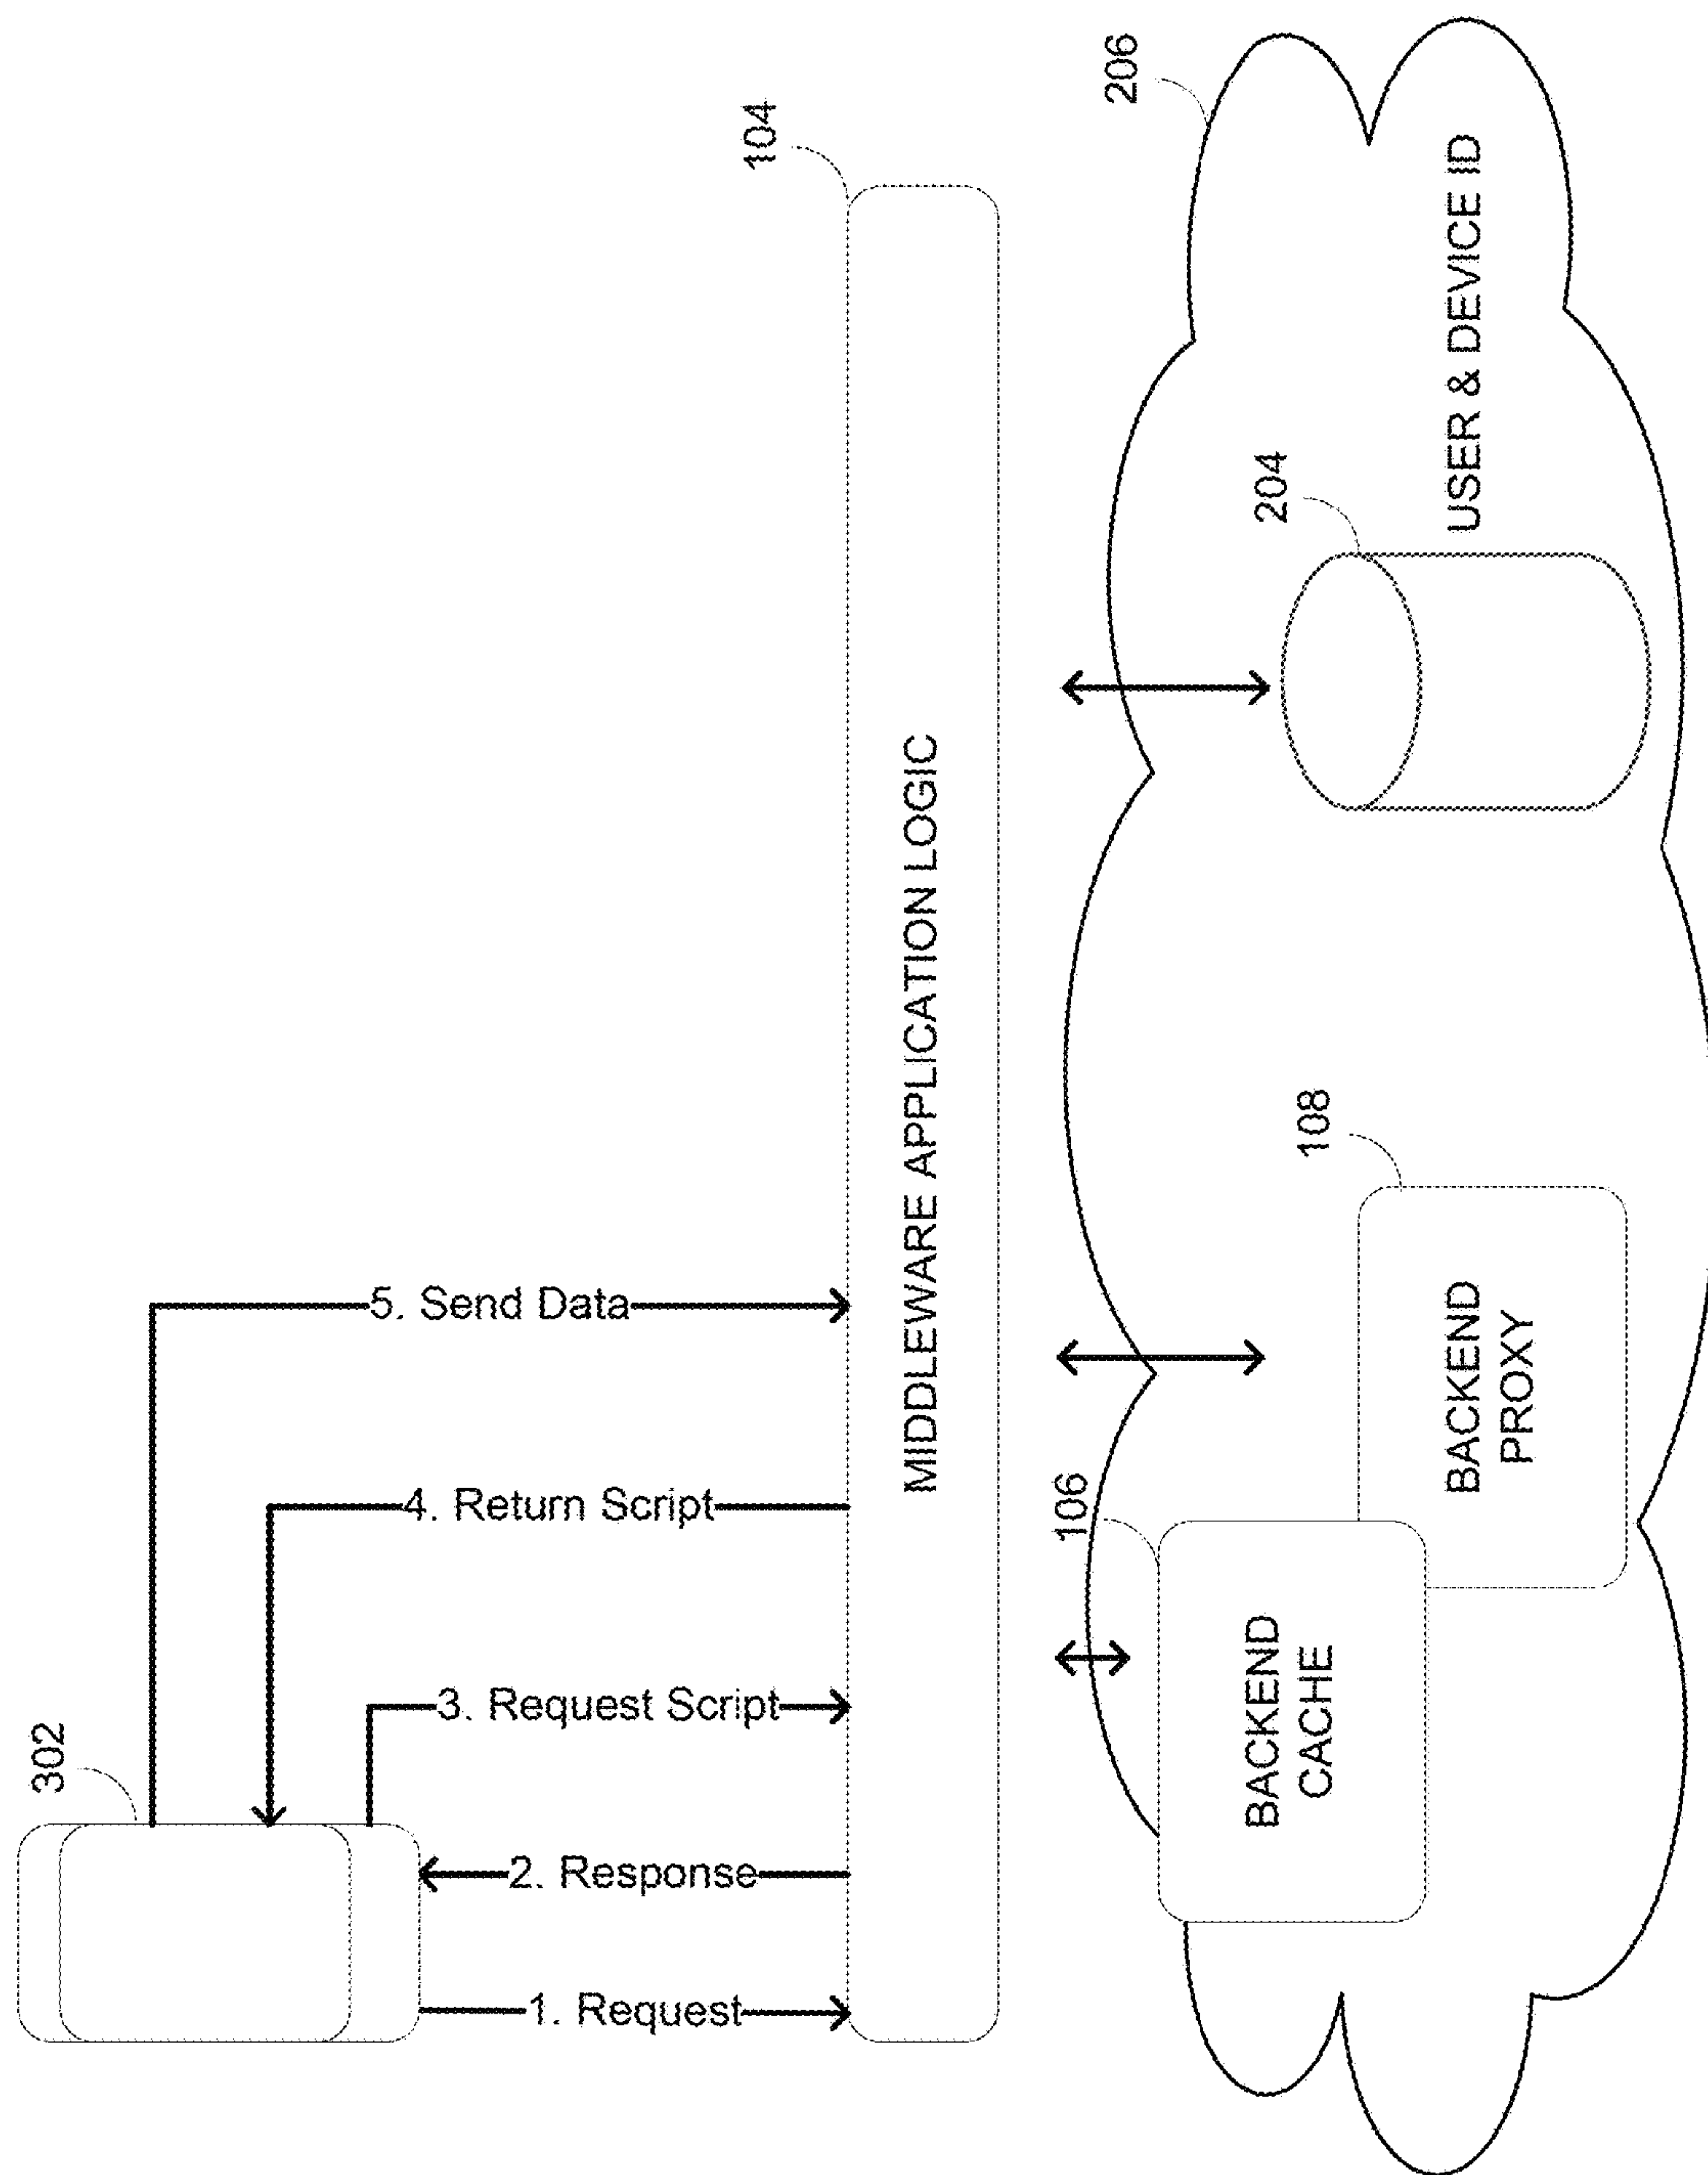 302
1. Request
2. Response
3. Request Script
4. Return Script
5. Send Data
104
MIDDLEWARE APPLICATION LOGIC
206
106
BACKEND
CACHE
108
BACKEND
PROXY
204
USER & DEVICE ID